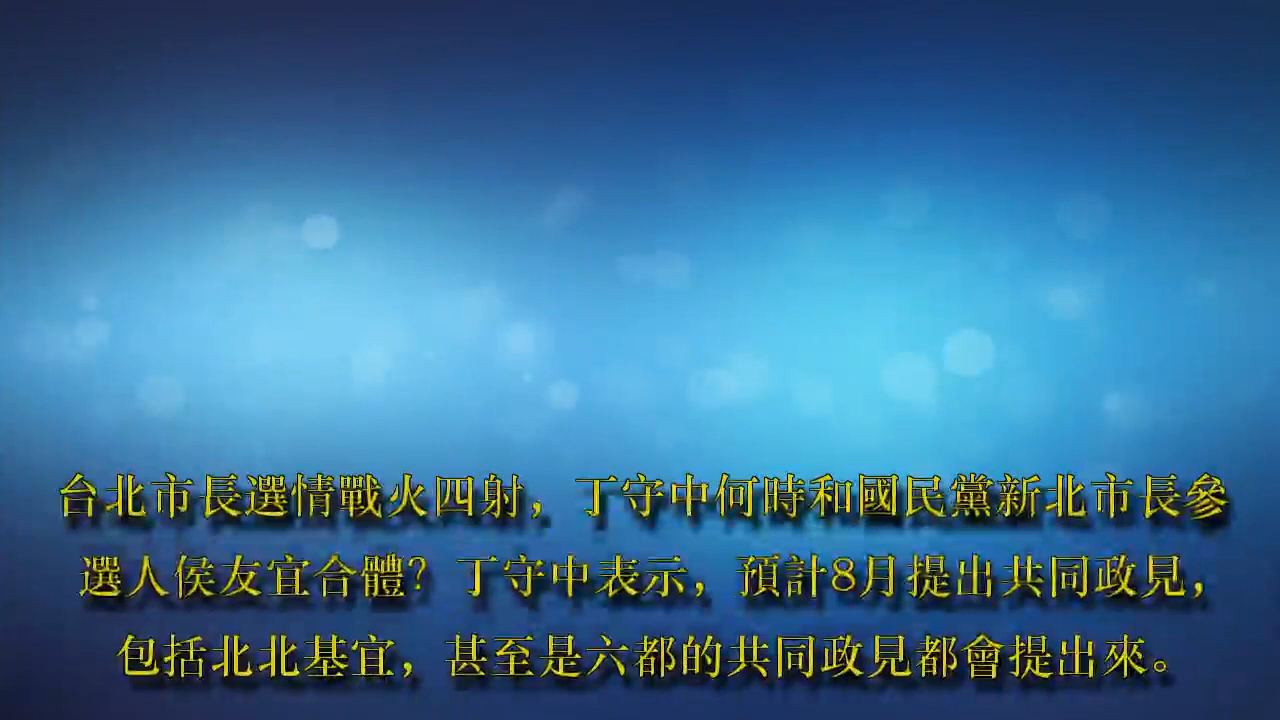 台北市長選情戰火四射，丁守中何時和國民黨新北市長參
選人侯友宜合體？丁守中表示，預計8月提出共同政見，
包括北北基宜，甚至是六都的共同政見都會提出來。